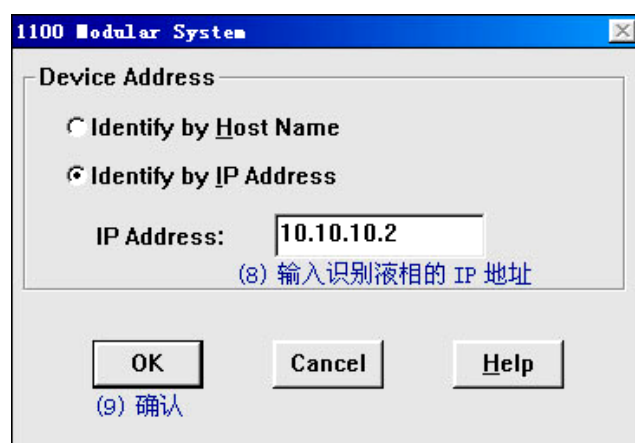 1100 Modular System
Device Address
Identify by Host Name
Identify by IP Address
IP Address: 10.10.10.2
(8) 输入识别液相的 IP 地址
OK Cancel Help
(9) 确认